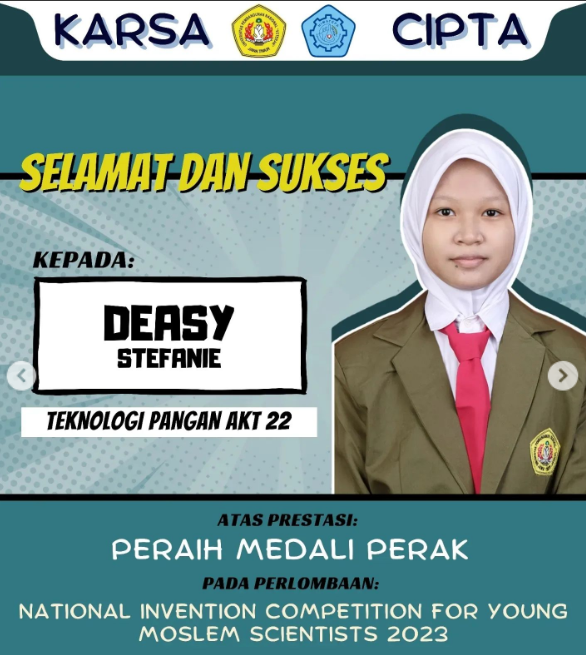 KARSA CIPTA
SELAMAT DAN SUKSES
KEPADA:
DEASY
STEFANIE
TEKNOLOGI PANGAN AKT 22
ATAS PRESTASI:
PERAIH MEDALI PERAK
PADA PERLOMBAAN:
NATIONAL INVENTION COMPETITION FOR YOUNG
MOSLEM SCIENTISTS 2023